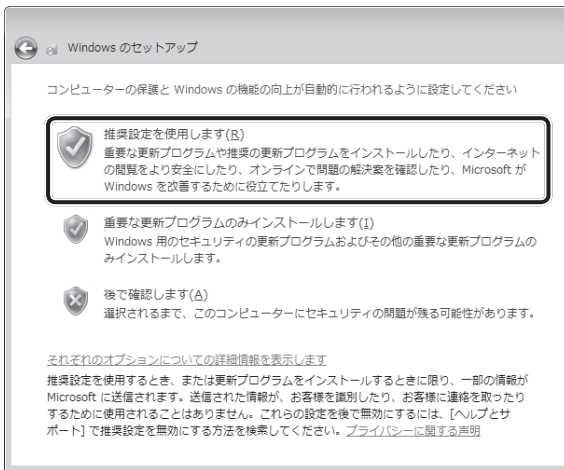 Windows のセットアップ
コンピューターの保護と Windows の機能の向上が自動的に行われるように設定してください
推奨設定を使用します(R)
重要な更新プログラムや推奨の更新プログラムをインストールしたり、インターネット
の閲覧をより安全にしたり、オンラインで問題の解決案を確認したり、Microsoft が
Windows を改善するために役立てたりします。
重要な更新プログラムのみインストールします(I)
Windows 用のセキュリティの更新プログラムおよびその他の重要な更新プログラムの
みインストールします。
後で確認します(A)
選択されるまで、このコンピューターにセキュリティの問題が残る可能性があります。
それぞれのオプションについての詳細情報を表示します
推奨設定を使用するとき、または更新プログラムをインストールするときに限り、一部の情報が
Microsoft に送信されます。送信された情報が、お客様を識別したり、お客様に連絡を取ったり
するために使用されることはありません。これらの設定を後で無効にするには、[ヘルプとサ
ポート] で推奨設定を無効にする方法を検索してください。プライバシーに関する声明